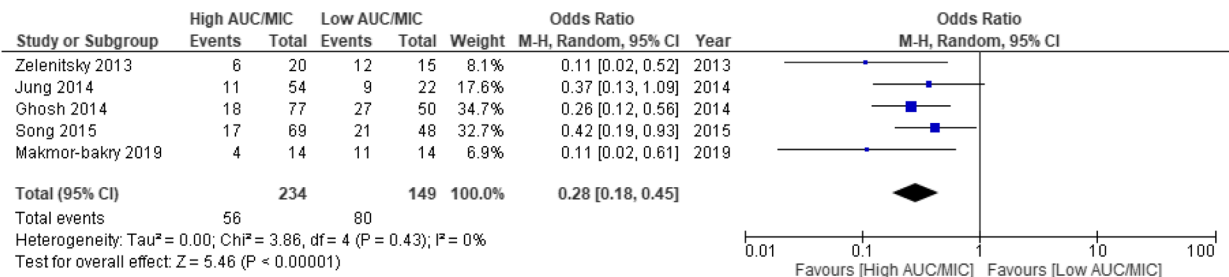 High AUC/MIC Low AUC/MIC Odds Ratio Odds Ratio
Study or Subgroup Events Total Events Total Weight M-H, Random, 95% CI Year M-H, Random, 95% CI
Zelenitsky 2013 6 20 12 15 8.1% 0.11 [0.02, 0.52] 2013
Jung 2014 11 54 9 22 17.6% 0.37 [0.13, 1.09] 2014
Ghosh 2014 18 77 27 50 34.7% 0.26 [0.12, 0.56] 2014
Song 2015 17 69 21 48 32.7% 0.42 [0.19, 0.93] 2015
Makmor-bakry 2019 4 14 11 14 6.9% 0.11 [0.02, 0.61] 2019
Total (95% CI) 234 149 100.0% 0.28 [0.18, 0.45]
Total events 56 80
Heterogeneity: Tau² = 0.00; Chi² = 3.86, df = 4 (P = 0.43); I² = 0%
Test for overall effect: Z = 5.46 (P < 0.00001)
0.01 0.1 1 10 100
Favours [High AUC/MIC] Favours [Low AUC/MIC]